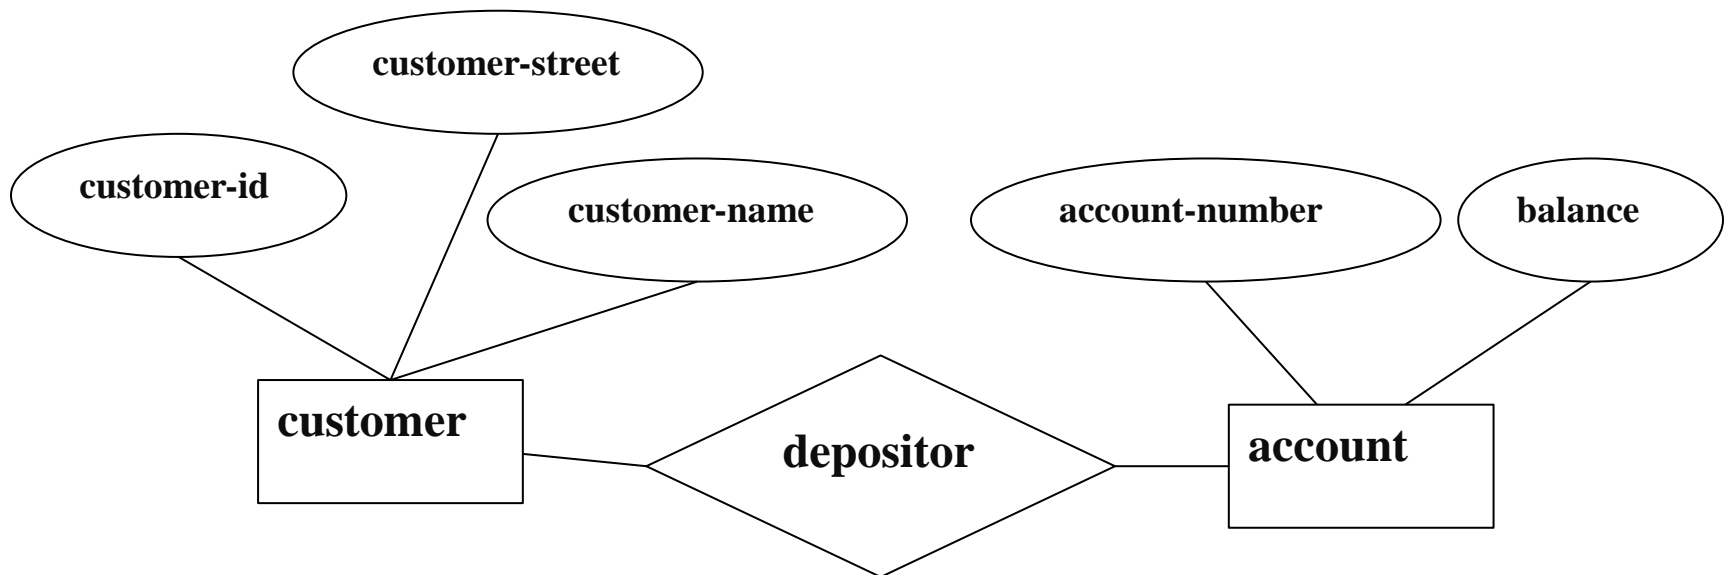 customer-street
customer-id
customer-name
account-number
balance
customer
depositor
account